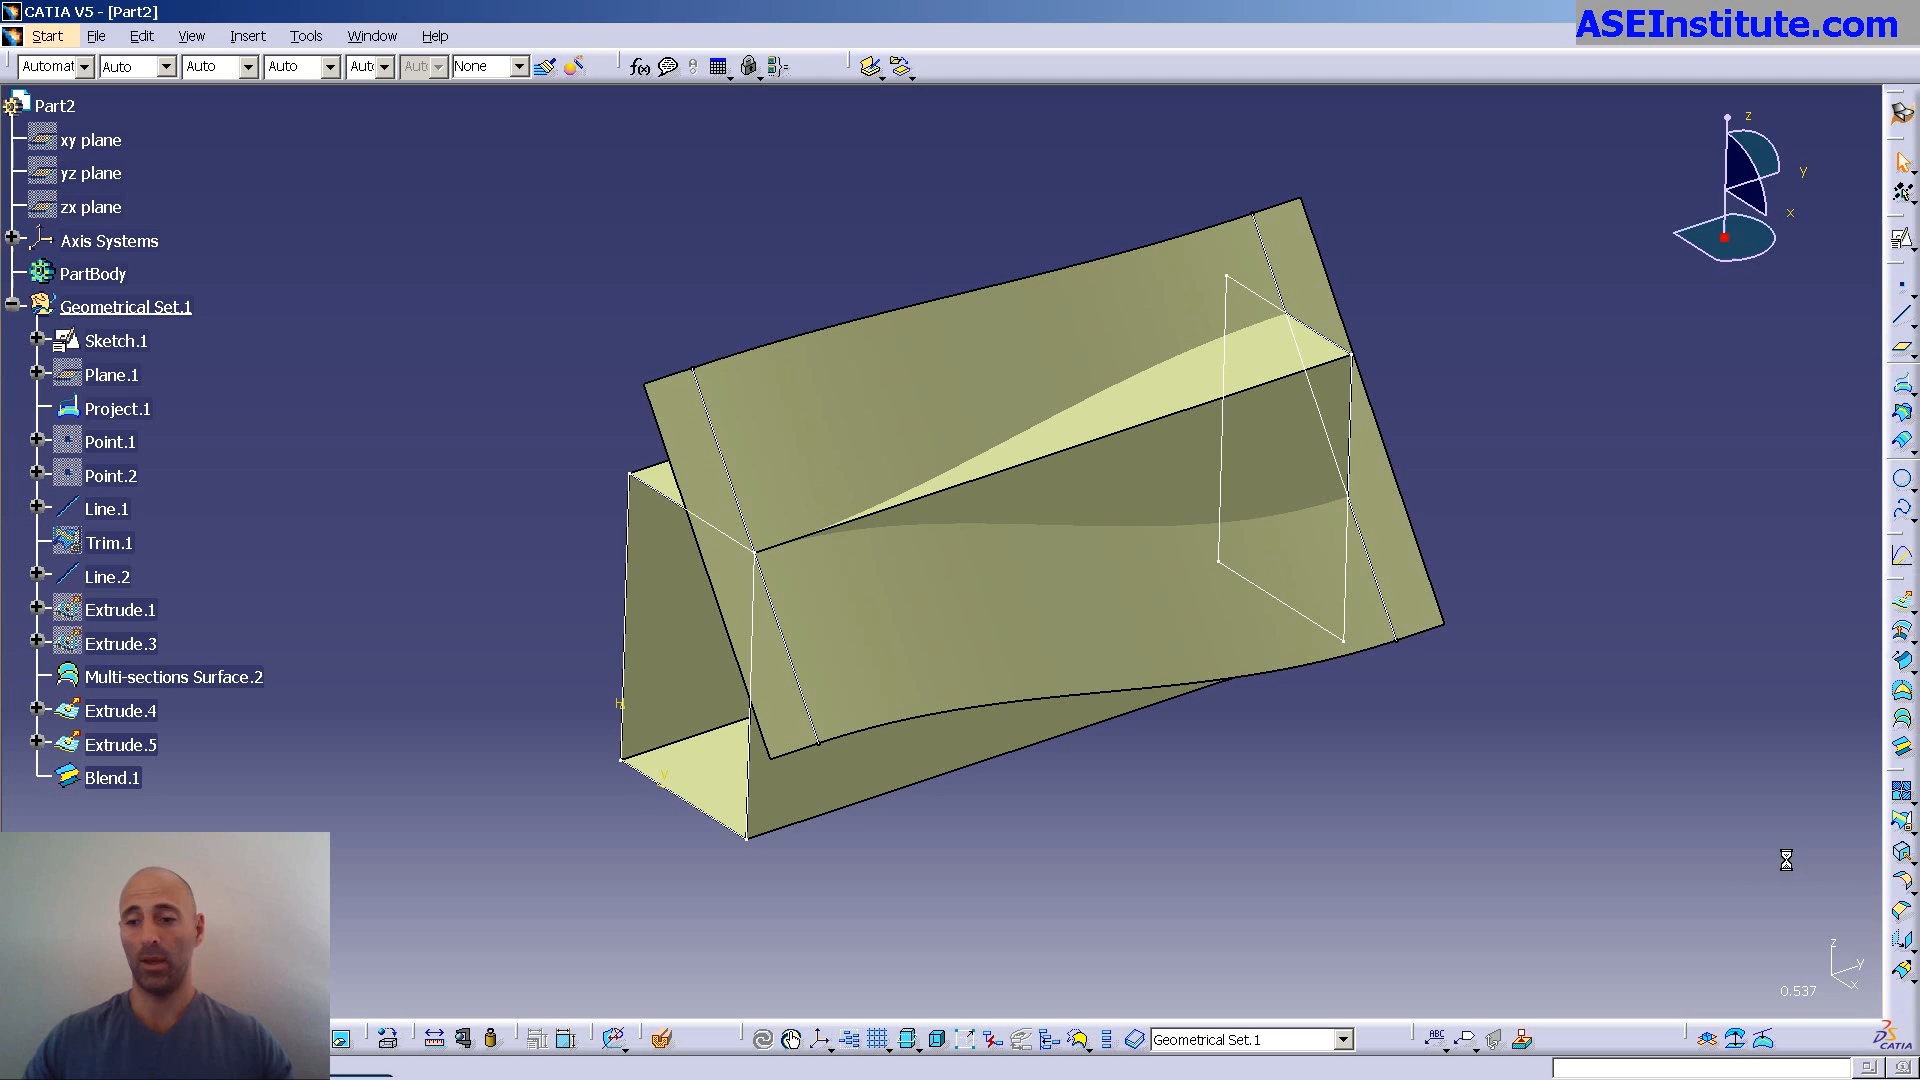 CATIA V5 - [Part2]
ASEInstitute.com
Start File Edit View Insert Tools Window Help
Automat Auto Auto Auto Aut Aut None
f(x)
Part2
xy plane
yz plane
zx plane
Axis Systems
PartBody
Geometrical Set.1
Sketch.1
Plane.1
Project.1
Point.1
Point.2
Line.1
Trim.1
Line.2
Extrude.1
Extrude.3
Multi-sections Surface.2
Extrude.4
Extrude.5
Blend.1
z
y
x
H
V
z
y
x
0.537
Geometrical Set.1
ABC
CATIA